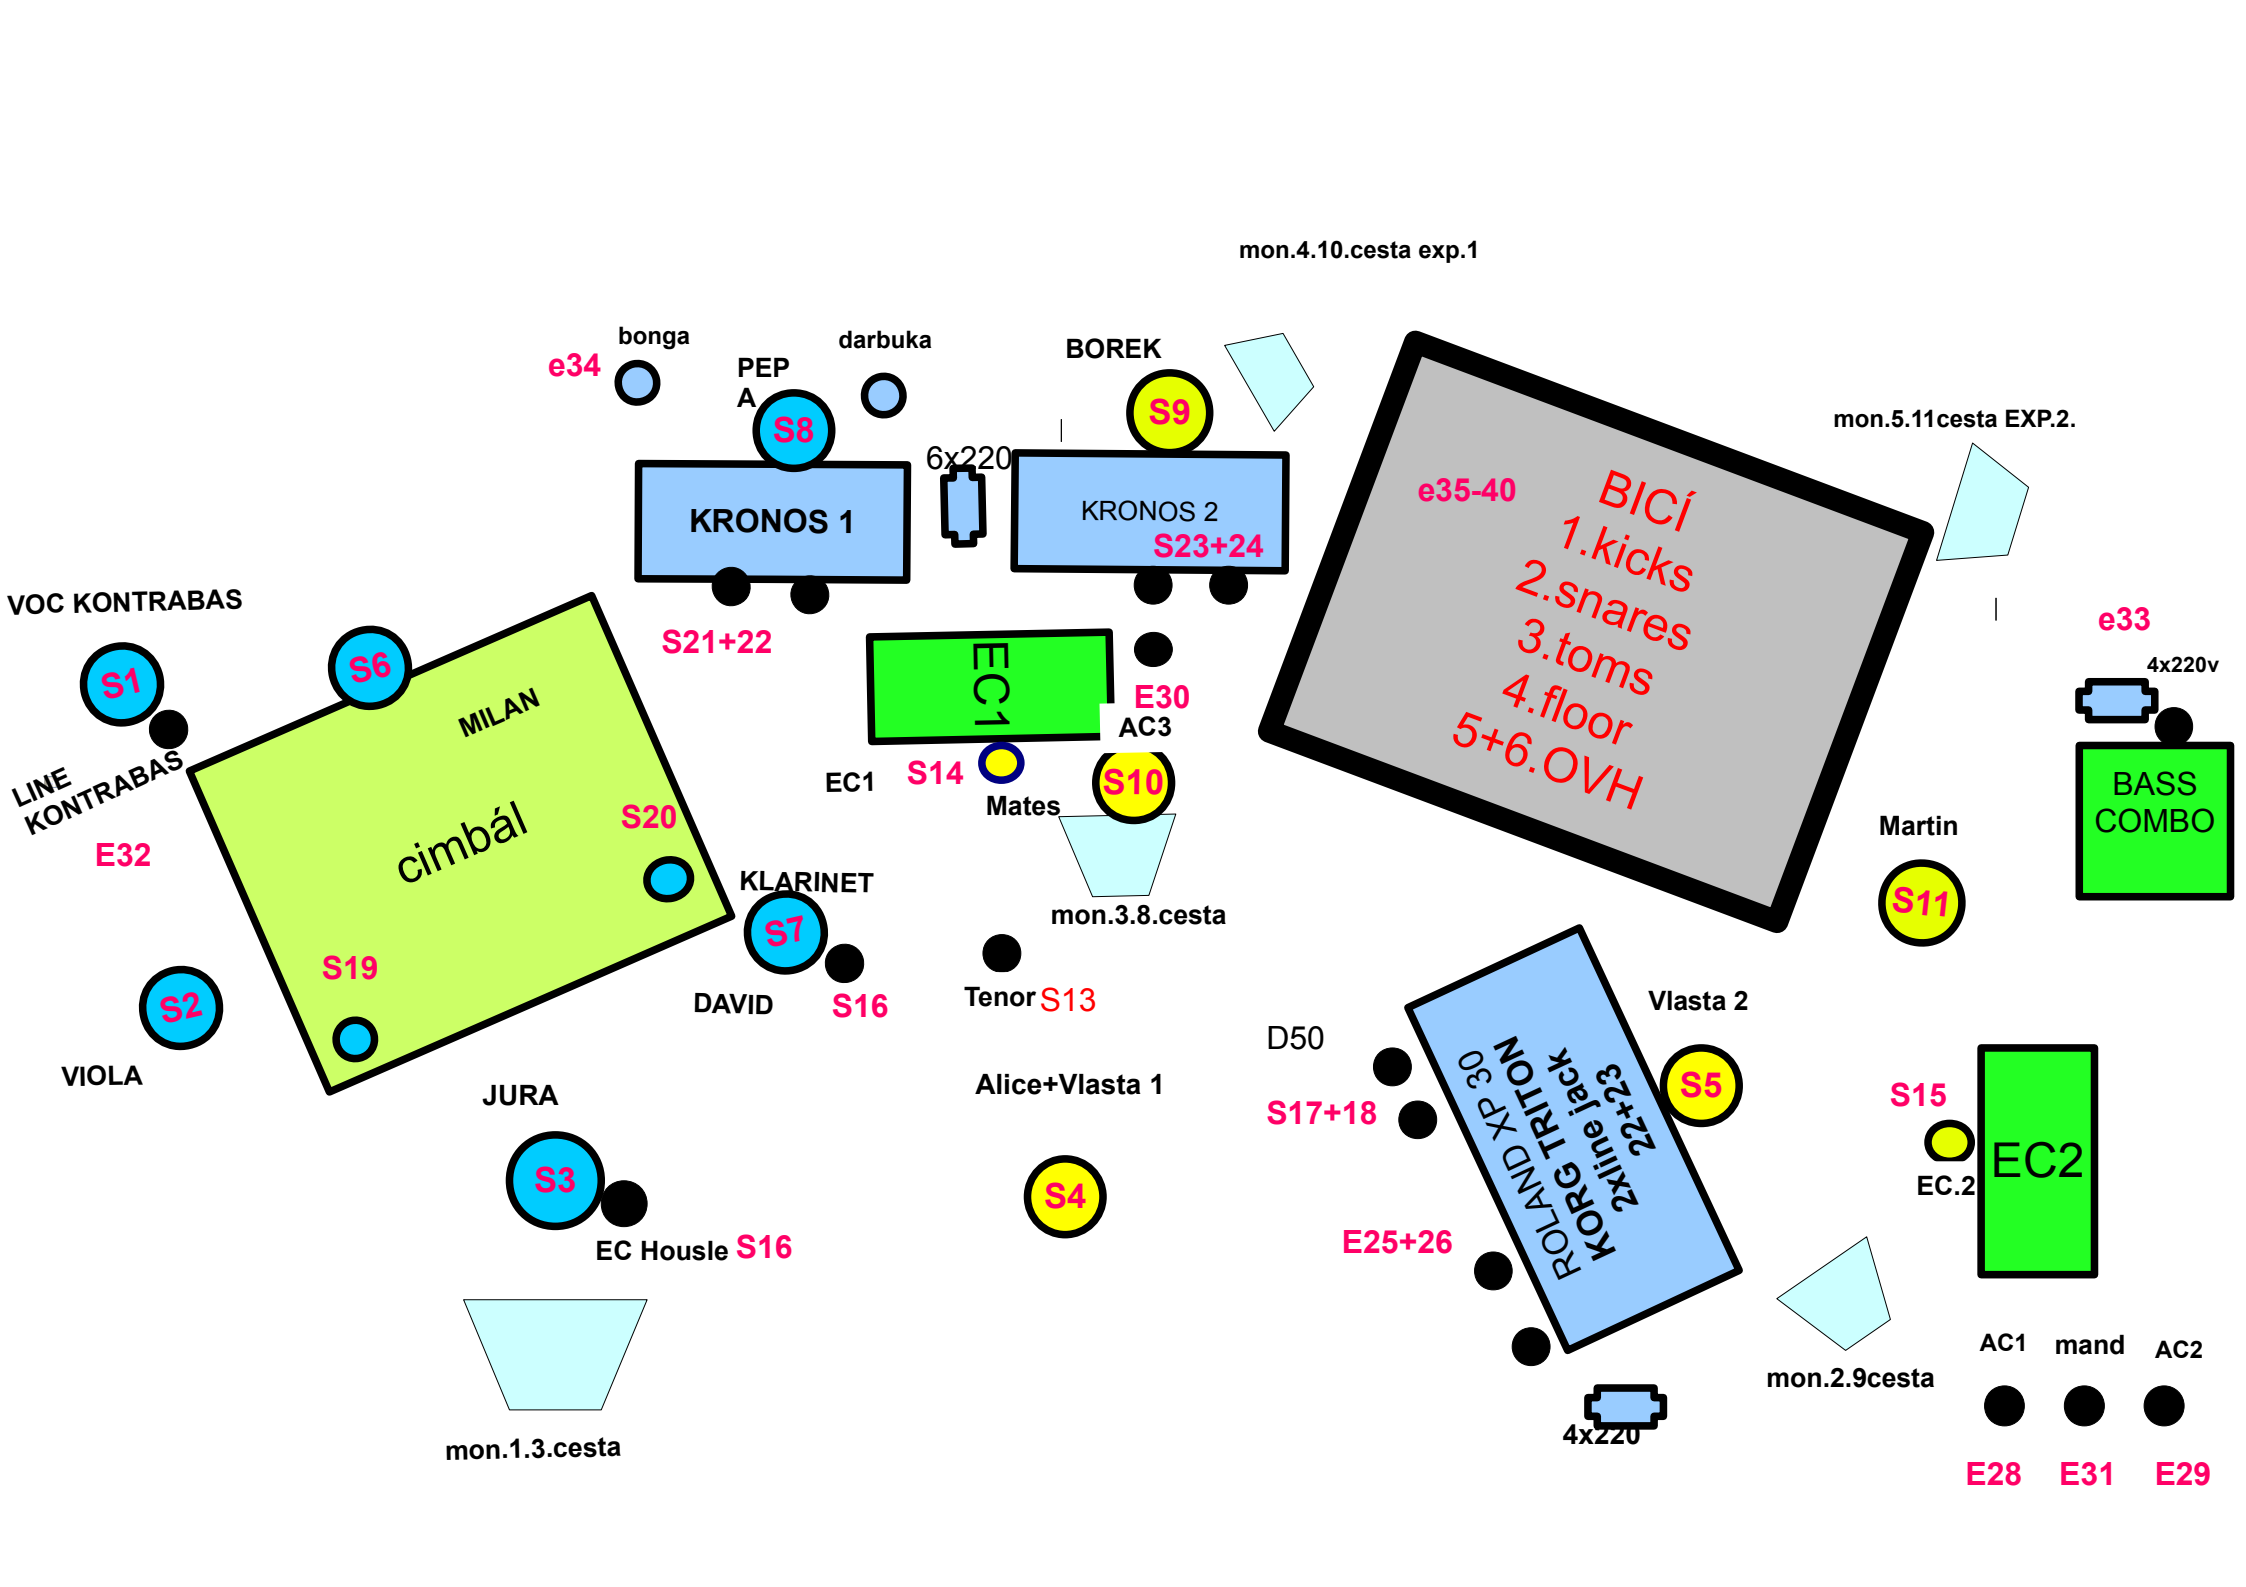 mon.4.10.cesta exp.1
bonga
e34
PEP
A
darbuka
BOREK
S8
S9
6x220
mon.5.11cesta EXP.2.
KRONOS 1
KRONOS 2
S23+24
e35-40
BICÍ
1.kicks
2.snares
3.toms
4.floor
5+6.OVH
VOC KONTRABAS
S1
S6
MILAN
LINE
KONTRABAS
E32
cimbál
S20
S19
S21+22
EC1
E30
AC3
EC1
S14
Mates
S10
mon.3.8.cesta
e33
4x220v
BASS
COMBO
Martin
S11
KLARINET
S7
DAVID
S16
Tenor S13
S2
VIOLA
JURA
S3
EC Housle S16
mon.1.3.cesta
Alice+Vlasta 1
S4
D50
S17+18
E25+26
ROLAND XP 30
KORG TRITON
2xline jack
22+23
Vlasta 2
S5
4x220
S15
EC.2
EC2
mon.2.9cesta
AC1
mand
AC2
E28
E31
E29